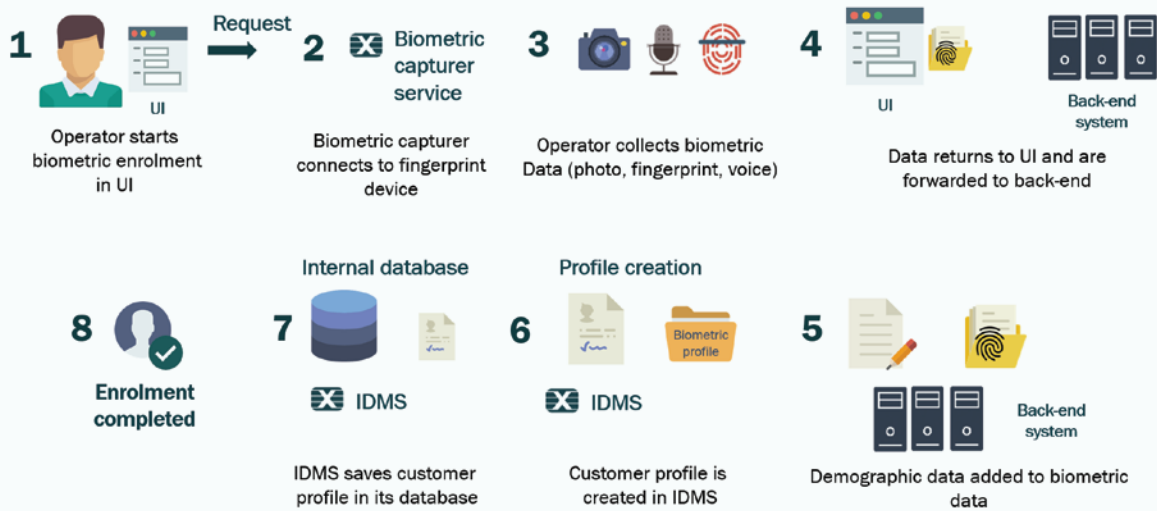 1
UI
Operator starts
biometric enrolment
in UI
Request
2
X Biometric
capturer
service
Biometric capturer
connects to fingerprint
device
3
Operator collects biometric
Data (photo, fingerprint, voice)
4
UI
Back-end
system
Data returns to UI and are
forwarded to back-end
8
Enrolment
completed
Internal database
7
X IDMS
IDMS saves customer
profile in its database
Profile creation
6
Biometric
profile
X IDMS
Customer profile is
created in IDMS
5
Back-end
system
Demographic data added to biometric
data